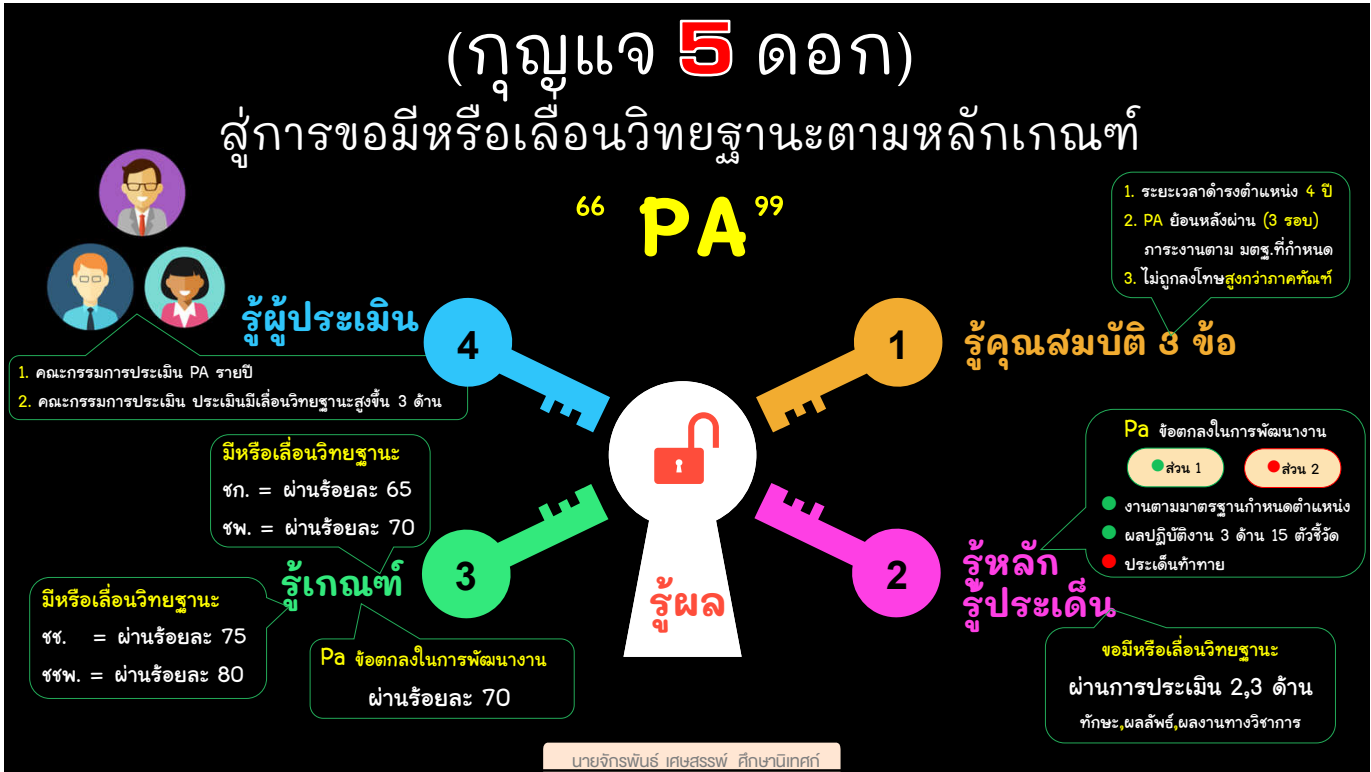 (กุญแจ 5 ดอก)
สู่การขอมีหรือเลื่อนวิทยฐานะตามหลักเกณฑ์
“ PA”
1. ระยะเวลาดำรงตำแหน่ง 4 ปี
2. PA ย้อนหลังผ่าน (3 รอบ)
ภาระงานตาม มตฐ.ที่กำหนด
3. ไม่ถูกลงโทษสูงกว่าภาคทัณฑ์
1
รู้คุณสมบัติ 3 ข้อ
Pa ข้อตกลงในการพัฒนางาน
ส่วน 1
ส่วน 2
งานตามมาตรฐานกำหนดตำแหน่ง
ผลปฏิบัติงาน 3 ด้าน 15 ตัวชี้วัด
ประเด็นท้าทาย
2
รู้หลัก
รู้ประเด็น
ขอมีหรือเลื่อนวิทยฐานะ
ผ่านการประเมิน 2,3 ด้าน
ทักษะ,ผลลัพธ์,ผลงานทางวิชาการ
3
รู้เกณฑ์
มีหรือเลื่อนวิทยฐานะ
ชก. = ผ่านร้อยละ 65
ชพ. = ผ่านร้อยละ 70
มีหรือเลื่อนวิทยฐานะ
ชช. = ผ่านร้อยละ 75
ชชพ. = ผ่านร้อยละ 80
Pa ข้อตกลงในการพัฒนางาน
ผ่านร้อยละ 70
4
รู้ผู้ประเมิน
1. คณะกรรมการประเมิน PA รายปี
2. คณะกรรมการประเมิน ประเมินมีเลื่อนวิทยฐานะสูงขึ้น 3 ด้าน
รู้ผล
นายจักรพันธ์ เศษสรรพ์ ศึกษานิเทศก์